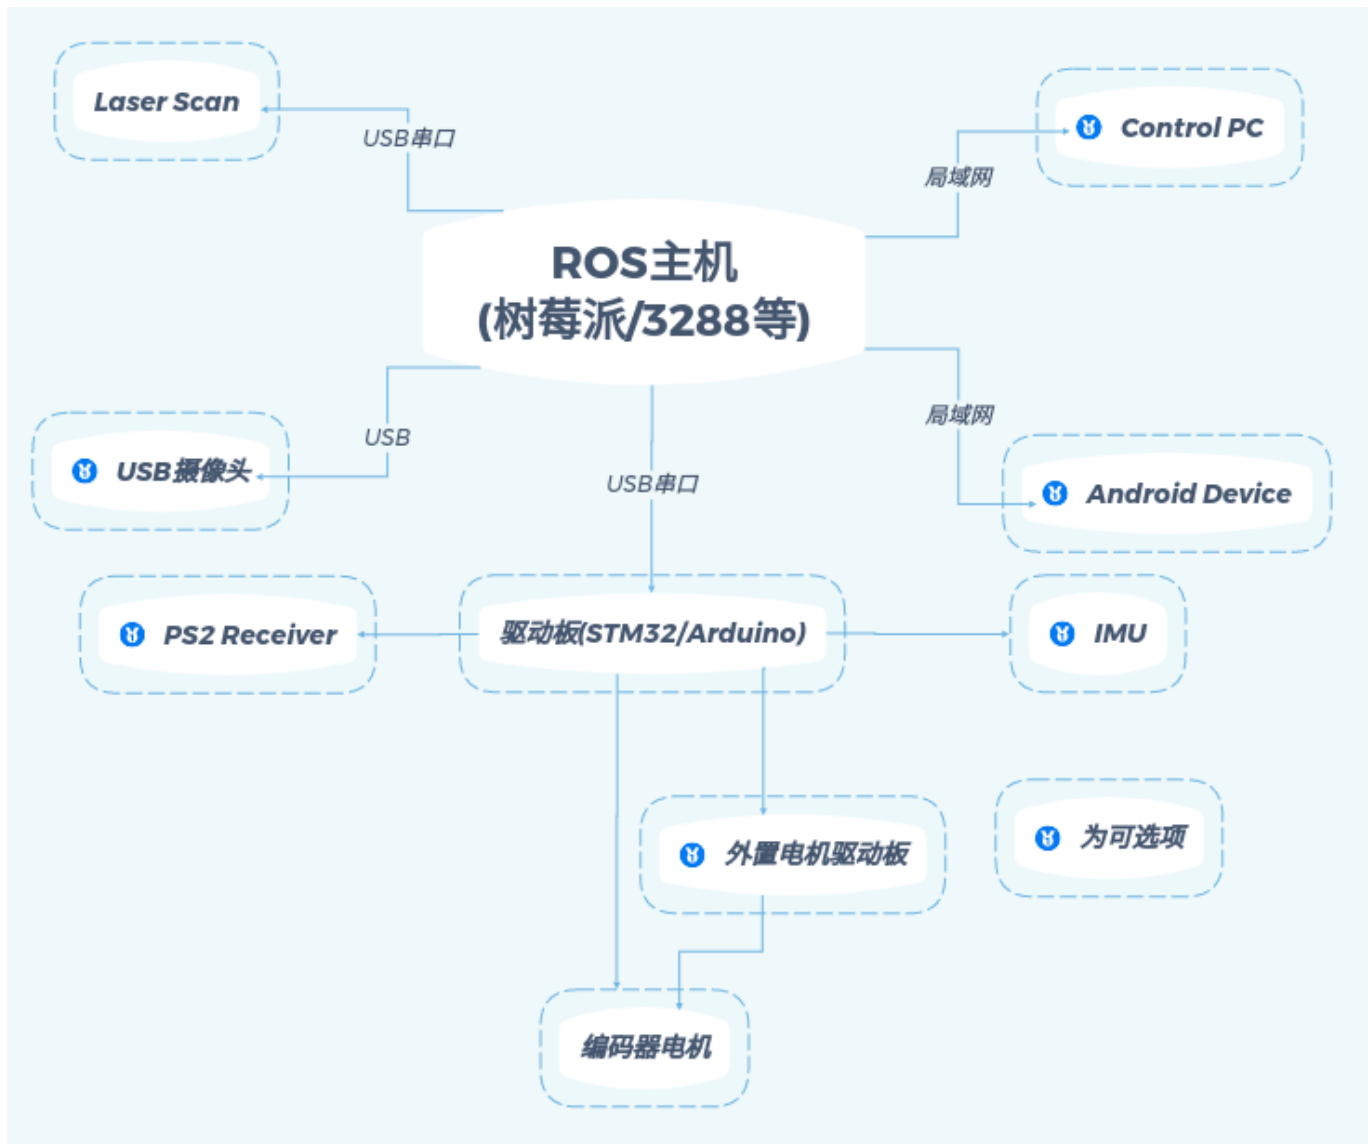 Laser Scan
USB串口
Control PC
局域网
ROS主机
(树莓派/3288等)
USB
局域网
USB摄像头
USB串口
Android Device
PS2 Receiver
驱动板(STM32/Arduino)
IMU
外置电机驱动板
为可选项
编码器电机